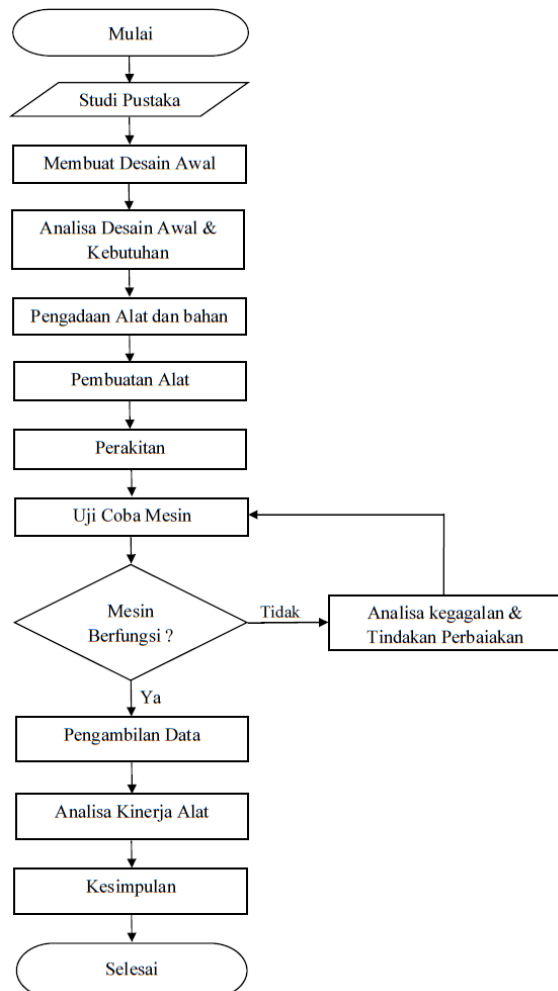 Mulai
Studi Pustaka
Membuat Desain Awal
Analisa Desain Awal &
Kebutuhan
Pengadaan Alat dan bahan
Pembuatan Alat
Perakitan
Uji Coba Mesin
Mesin
Berfungsi ?
Tidak
Analisa kegagalan &
Tindakan Perbaiakan
Ya
Pengambilan Data
Analisa Kinerja Alat
Kesimpulan
Selesai